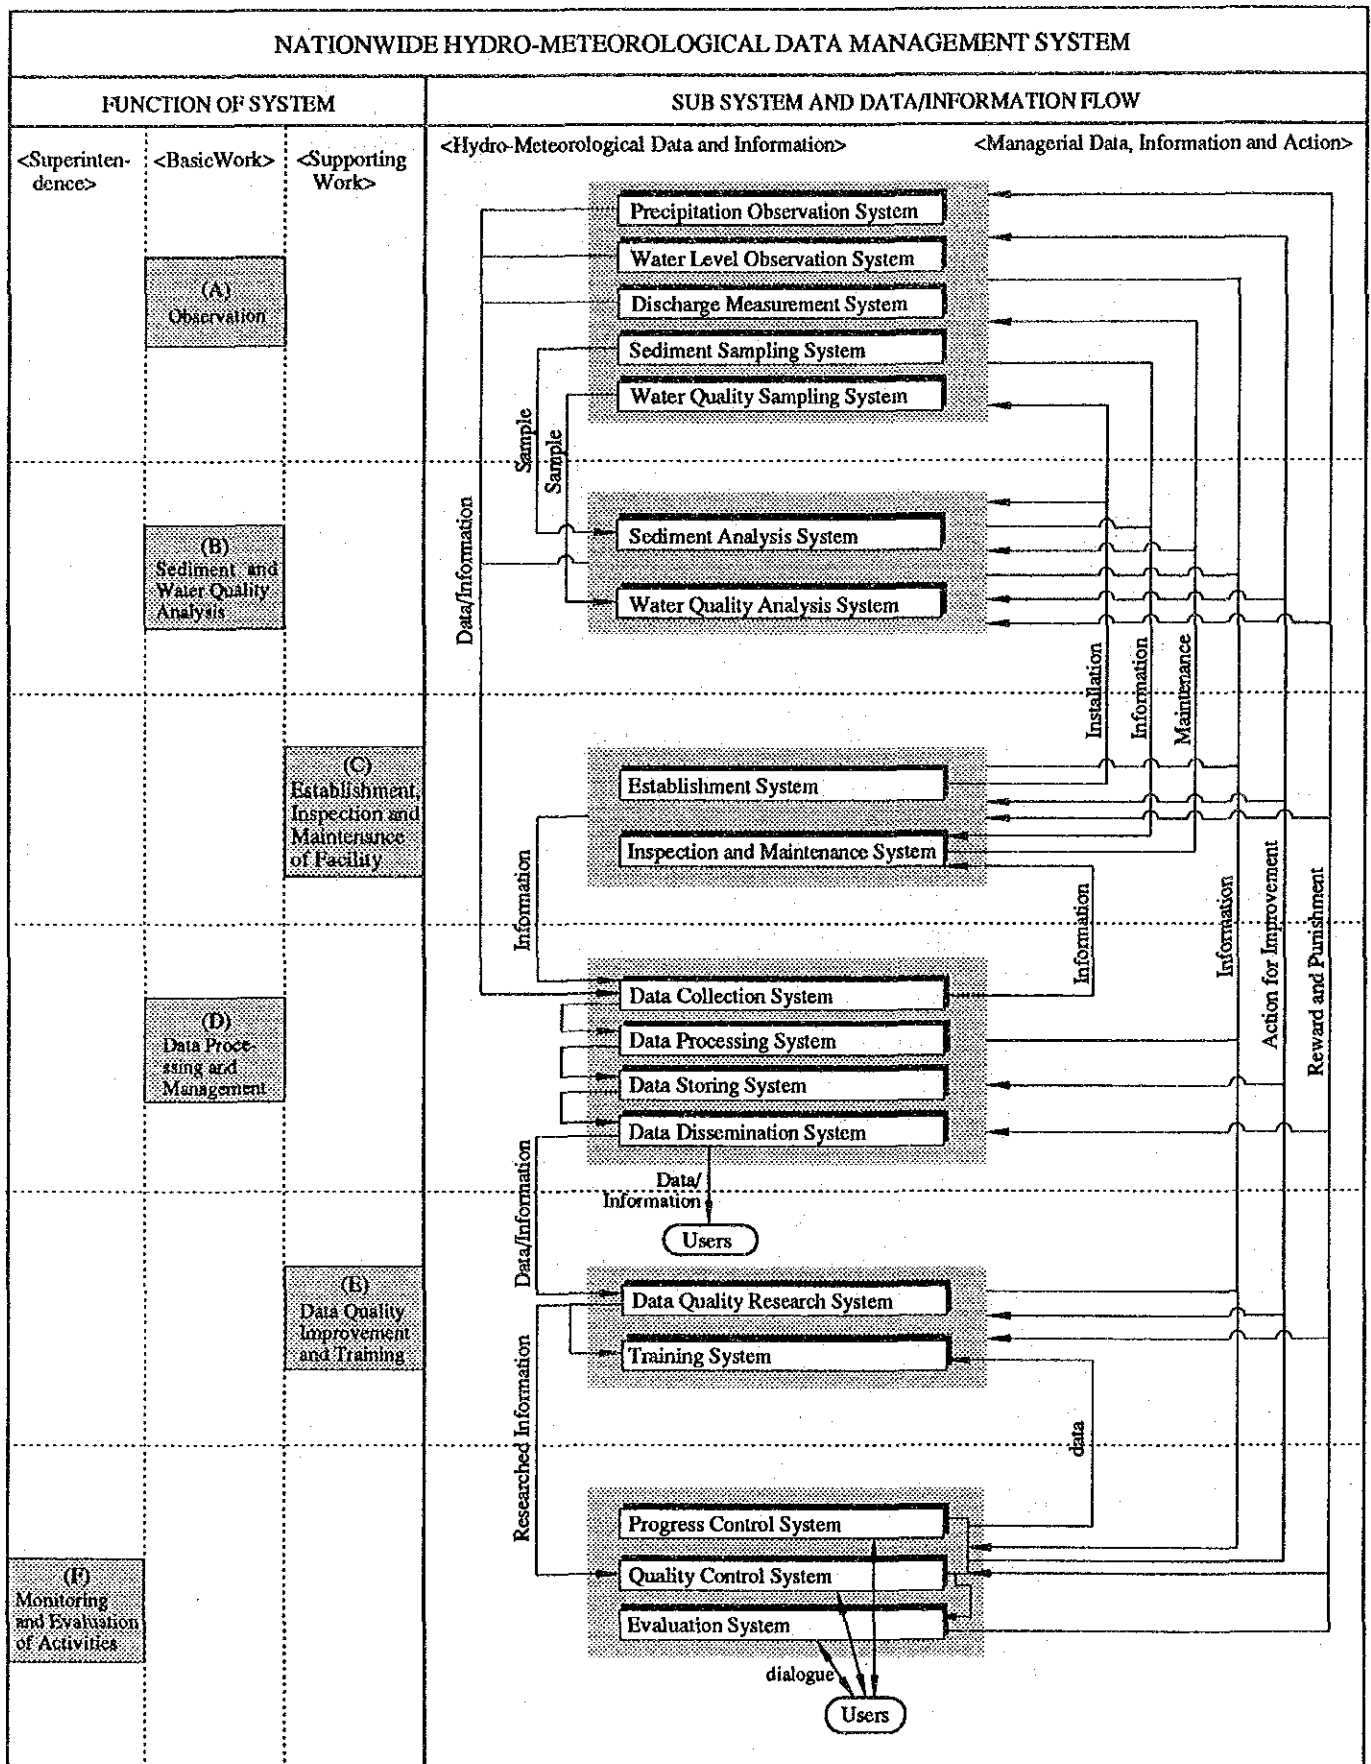 NATIONWIDE HYDRO-METEOROLOGICAL DATA MANAGEMENT SYSTEM
FUNCTION OF SYSTEM
SUB SYSTEM AND DATA/INFORMATION FLOW
<Superinten-
dence>
<BasicWork>
<Supporting
Work>
<Hydro-Meteorological Data and Information>
<Managerial Data, Information and Action>
(A)
Observation
Precipitation Observation System
Water Level Observation System
Discharge Measurement System
Sediment Sampling System
Water Quality Sampling System
Sample
Sample
Data/Information
(B)
Sediment and
Water Quality
Analysis
Sediment Analysis System
Water Quality Analysis System
Installation
Information
Maintenance
(C)
Establishment,
Inspection and
Maintenance
of Facility
Establishment System
Inspection and Maintenance System
Information
Information
Information
Action for Improvement
Reward and Punishment
(D)
Data Proce-
ssing and
Management
Data Collection System
Data Processing System
Data Storing System
Data Dissemination System
Data/
Information
Users
Data/Information
(E)
Data Quality
Improvement
and Training
Data Quality Research System
Training System
Researched Information
data
(F)
Monitoring
and Evaluation
of Activities
Progress Control System
Quality Control System
Evaluation System
dialogue
Users